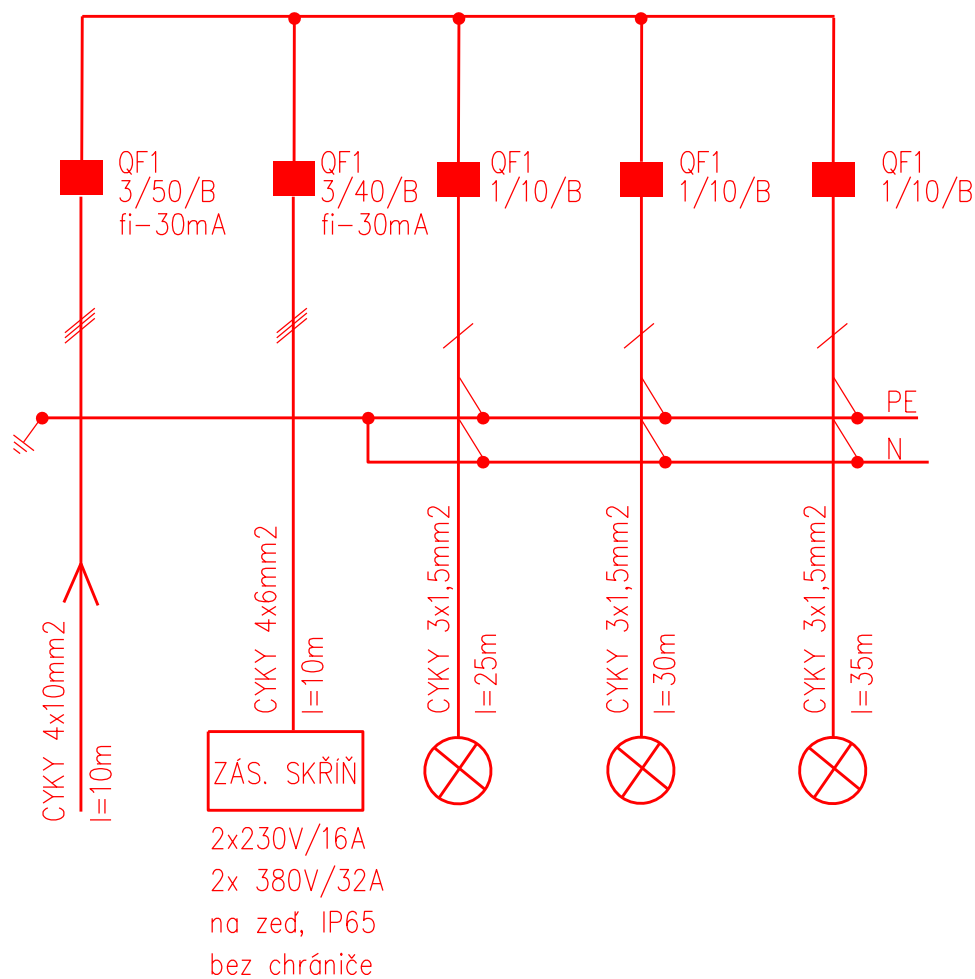 QF1
3/50/B
fi-30mA
QF1
3/40/B
fi-30mA
QF1
1/10/B
QF1
1/10/B
QF1
1/10/B
PE
N
CYKY 4x10mm2
l=10m
CYKY 4x6mm2
l=10m
CYKY 3x1,5mm2
l=25m
CYKY 3x1,5mm2
l=30m
CYKY 3x1,5mm2
l=35m
ZÁS. SKŘÍŇ
2x230V/16A
2x 380V/32A
na zeď, IP65
bez chrániče